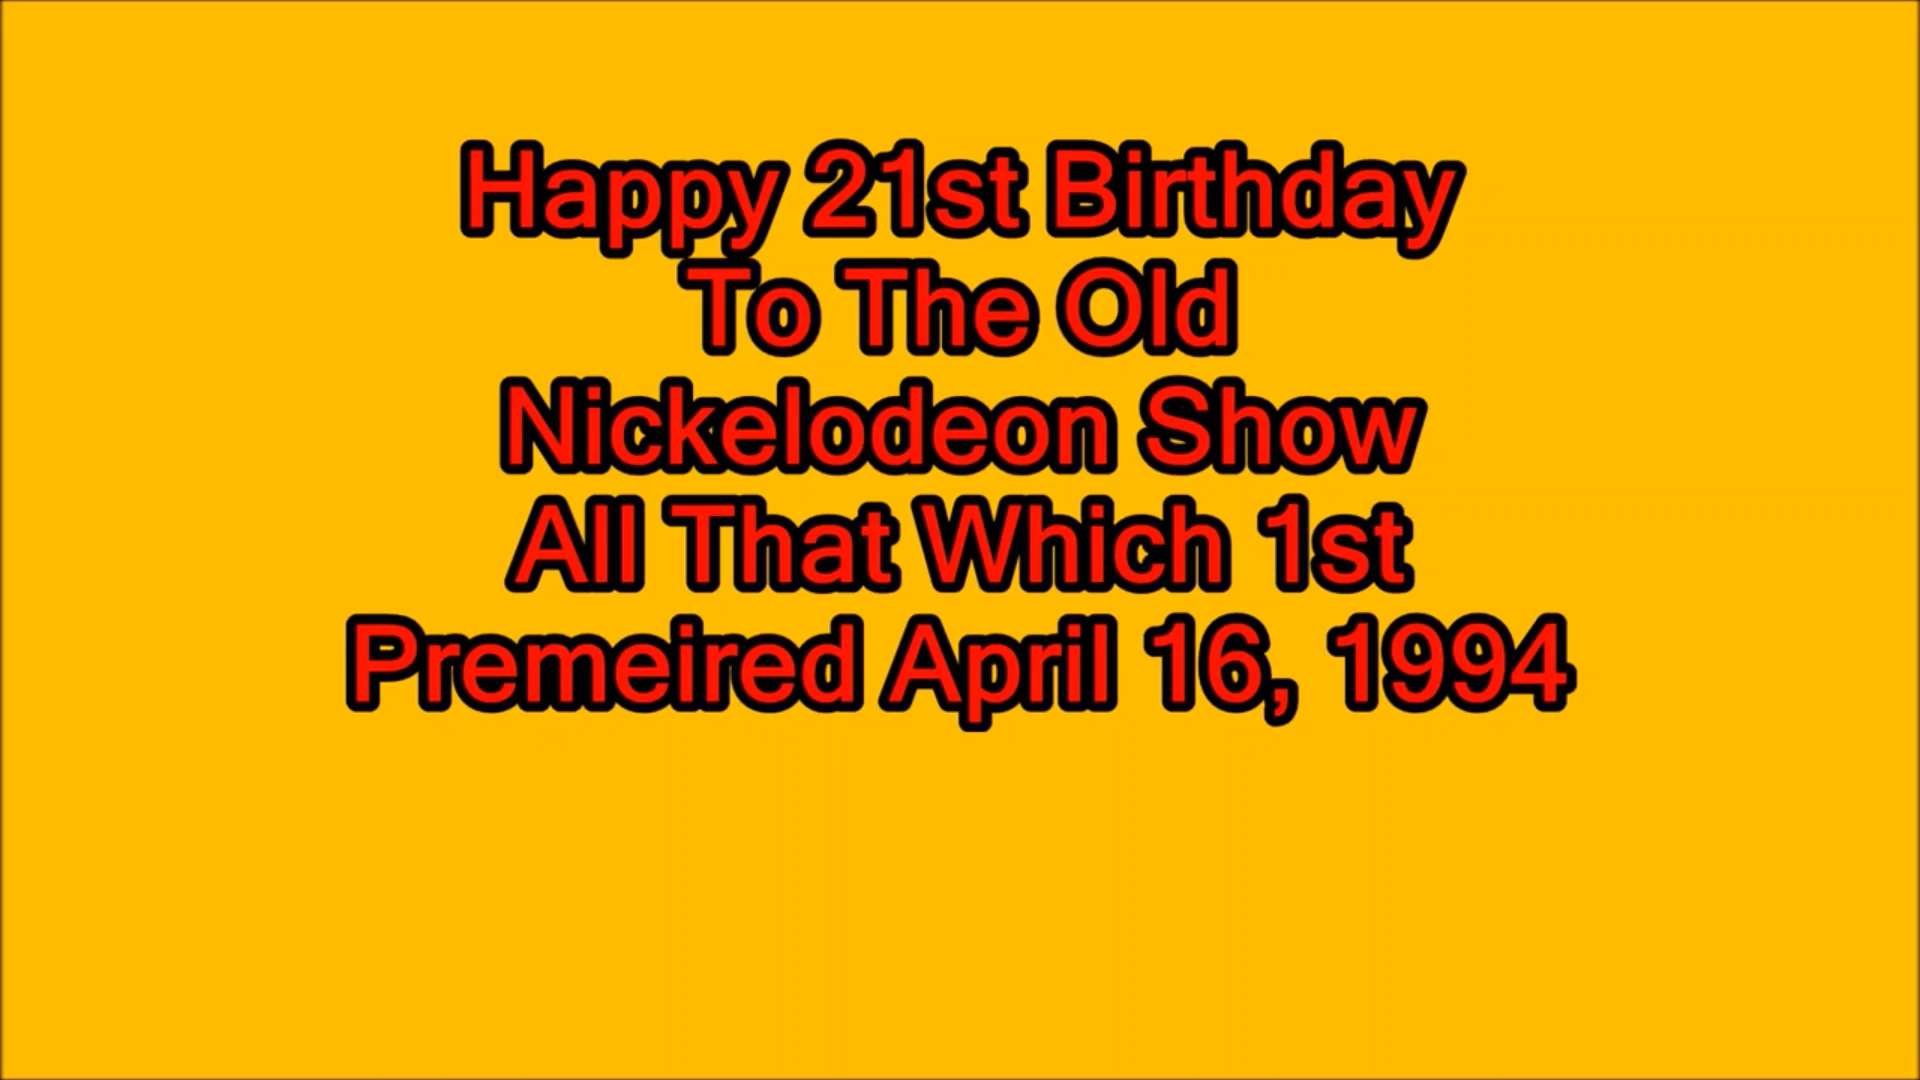 Happy 21st Birthday
To The Old
Nickelodeon Show
All That Which 1st
Premeired April 16, 1994